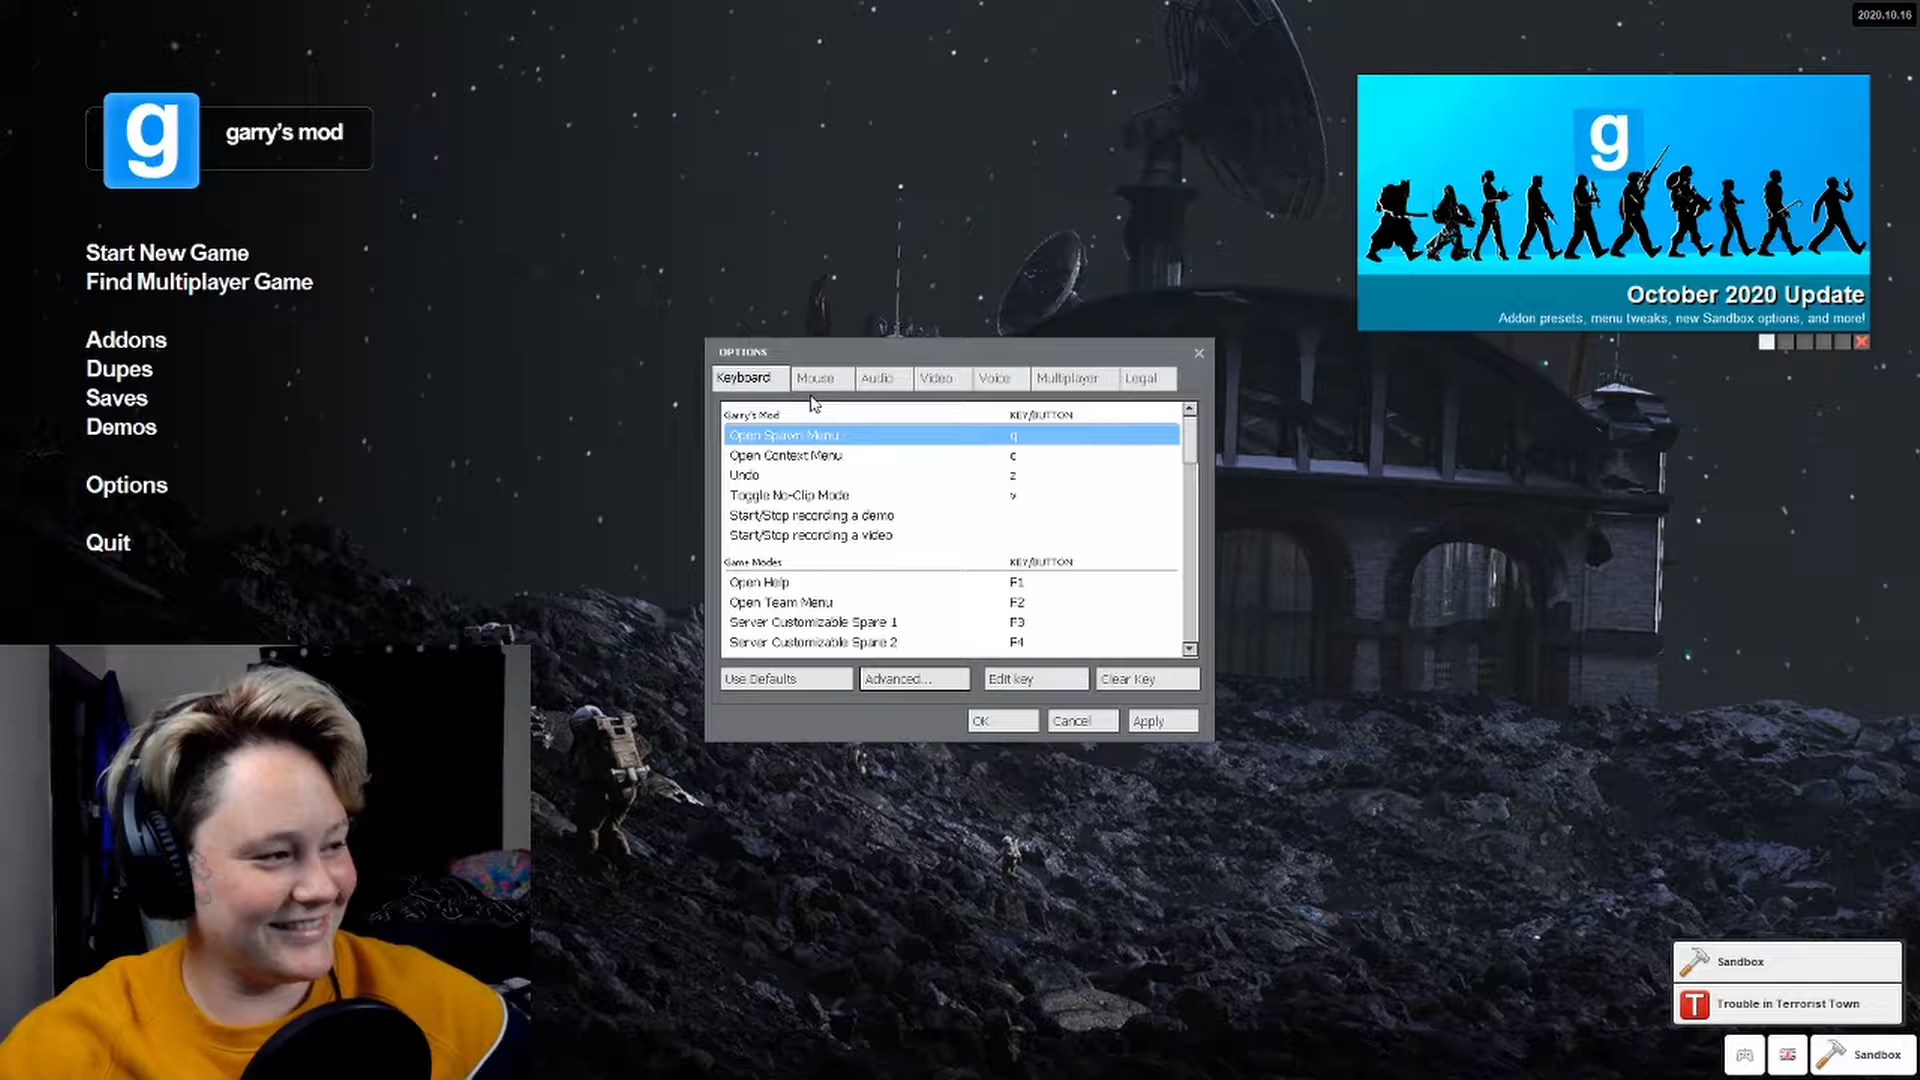 2020.10.16
g
garry's mod
Start New Game
Find Multiplayer Game
Addons
Dupes
Saves
Demos
Options
Quit
g
October 2020 Update
Addon presets, menu tweaks, new Sandbox options, and more!
OPTIONS
Keyboard Mouse Audio Video Voice Multiplayer Legal
Garry's Mod KEY/BUTTON
Open Spawn Menu q
Open Context Menu c
Undo z
Toggle No-Clip Mode v
Start/Stop recording a demo
Start/Stop recording a video
Game Modes KEY/BUTTON
Open Help F1
Open Team Menu F2
Server Customizable Spare 1 F3
Server Customizable Spare 2 F4
Use Defaults Advanced... Edit key Clear Key
OK Cancel Apply
Sandbox
T Trouble in Terrorist Town
Sandbox